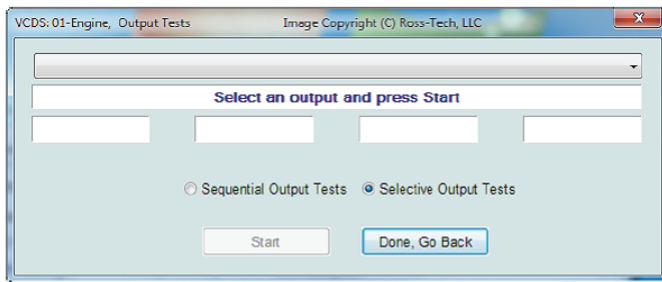 VCDS: 01-Engine, Output Tests Image Copyright (C) Ross-Tech, LLC
Select an output and press Start
Sequential Output Tests Selective Output Tests
Start Done, Go Back